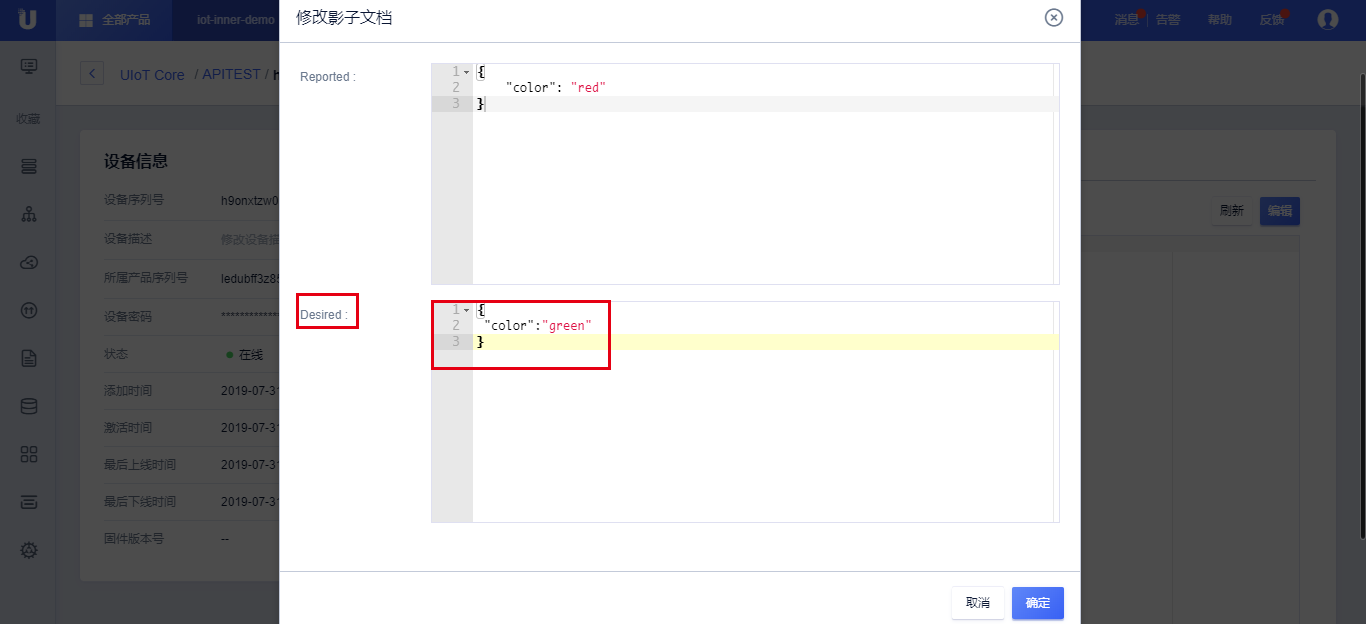 全部产品
iot-inner-demo
修改影子文档
消息
告警
帮助
反馈
UIoT Core / APITEST /
收藏
Reported :
1 {
2 "color": "red"
3 }
设备信息
设备序列号 h9onxtzw0
设备描述 修改设备描
所属产品序列号 ledubff3z8
设备密码 *************
状态 在线
添加时间 2019-07-31
激活时间 2019-07-31
最后上线时间 2019-07-31
最后下线时间 2019-07-31
固件版本号 --
刷新
编辑
Desired :
1 {
2 "color":"green"
3 }
取消
确定